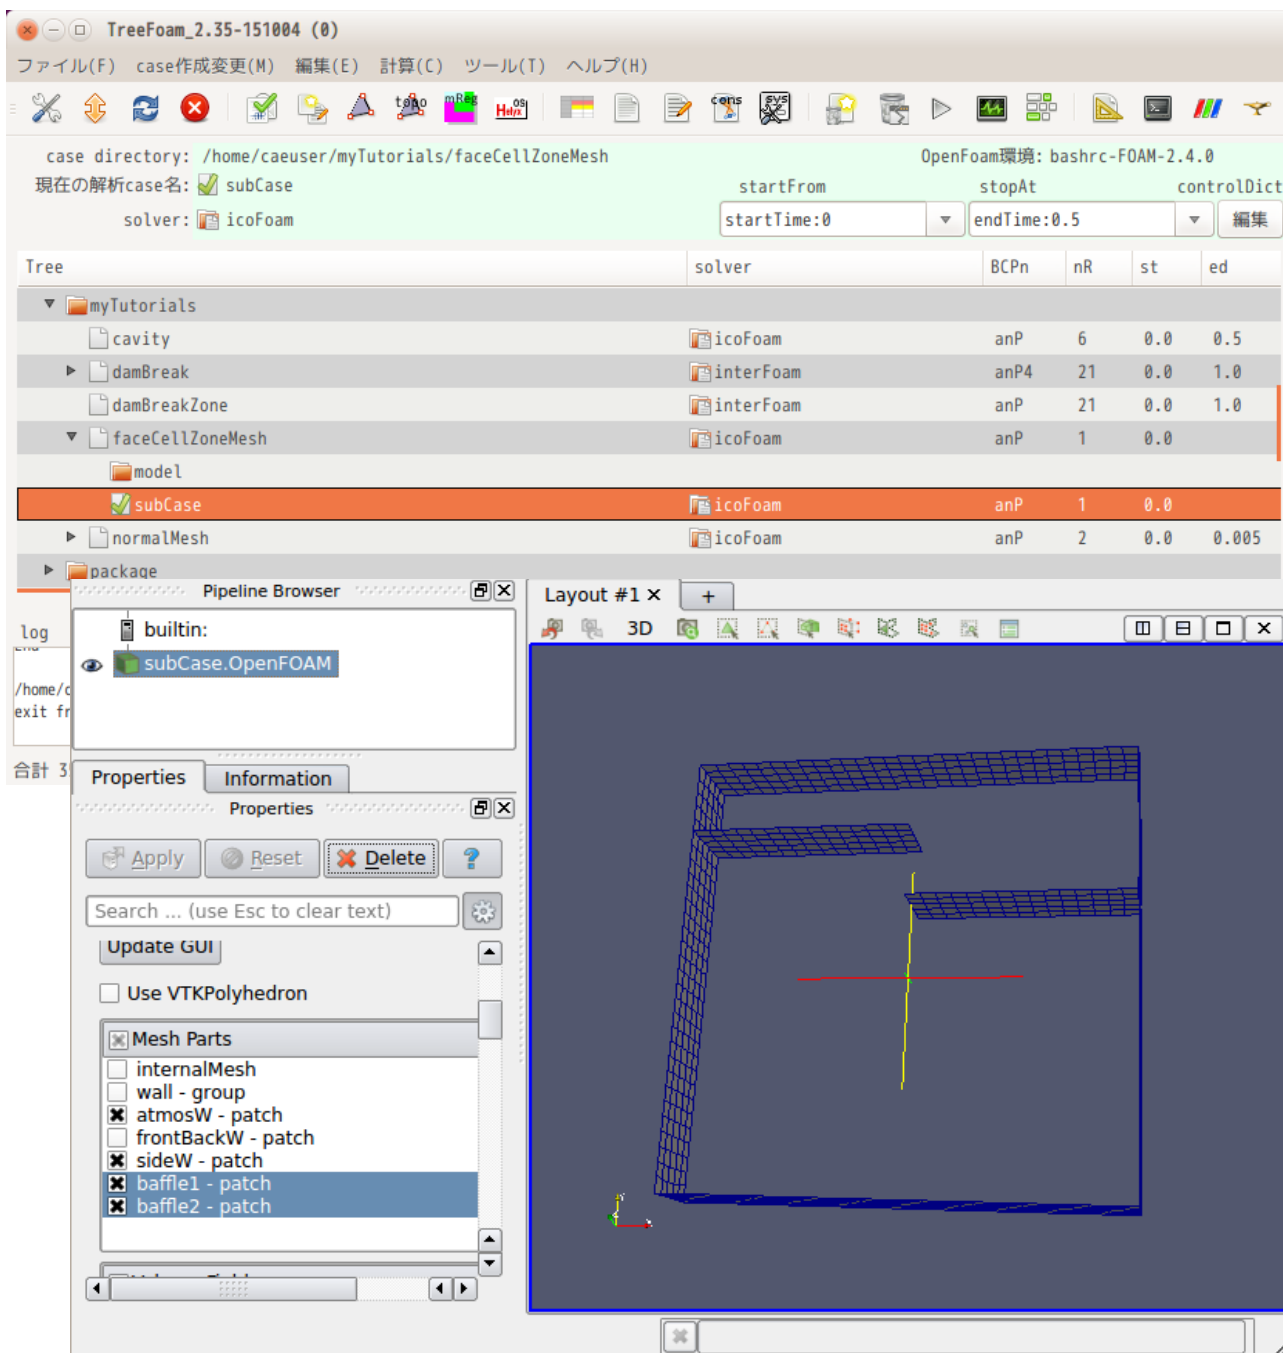 TreeFoam_2.35-151004 (0)
ファイル(F) case作成変更(M) 編集(E) 計算(C) ツール(T) ヘルプ(H)
topo mReg Helyx OS cons sys
case directory: /home/caeuser/myTutorials/faceCellZoneMesh OpenFoam環境: bashrc-FOAM-2.4.0
現在の解析case名: subCase startFrom stopAt controlDict
solver: icoFoam startTime:0 endTime:0.5 編集
Tree solver BCPn nR st ed
myTutorials
cavity icoFoam anP 6 0.0 0.5
damBreak interFoam anP4 21 0.0 1.0
damBreakZone interFoam anP 21 0.0 1.0
faceCellZoneMesh icoFoam anP 1 0.0
model
subCase icoFoam anP 1 0.0
normalMesh icoFoam anP 2 0.0 0.005
package
Pipeline Browser Layout #1 +
log builtin: 3D
subCase.OpenFOAM
/home/c
exit fr
合計 3
Properties Information
Properties
Apply Reset Delete ?
Search ... (use Esc to clear text)
Update GUI
Use VTKPolyhedron
Mesh Parts
internalMesh
wall - group
atmosW - patch
frontBackW - patch
sideW - patch
baffle1 - patch
baffle2 - patch